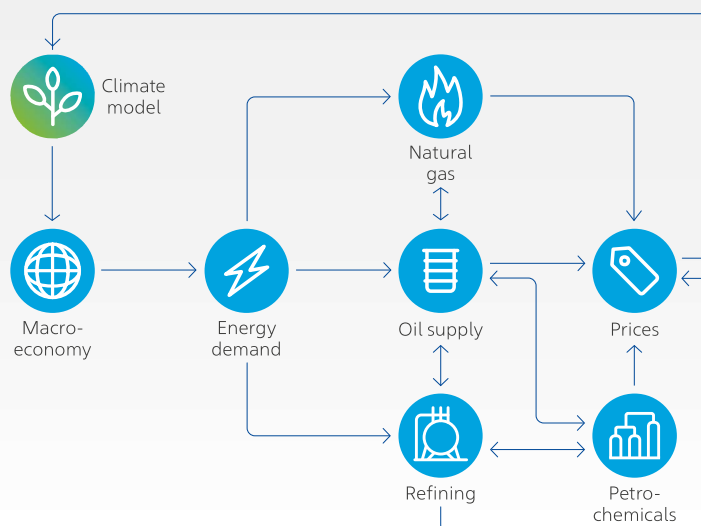 Climate
model
Natural
gas
Macro-
economy
Energy
demand
Oil supply
Prices
Refining
Petro-
chemicals